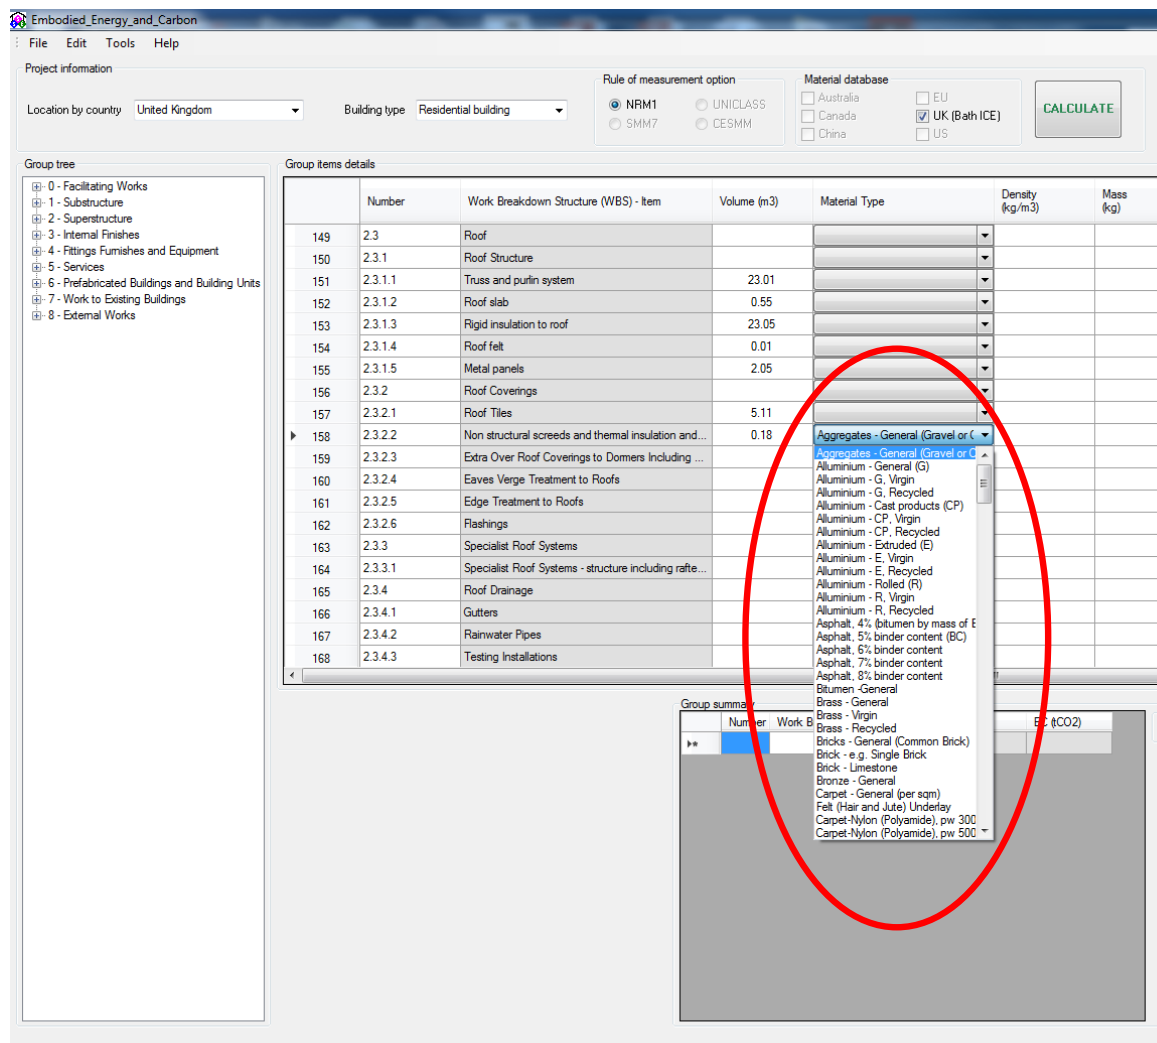 Embodied_Energy_and_Carbon
File Edit Tools Help
Project information
Location by country United Kingdom
Building type Residential building
Rule of measurement option
NRM1 UNICLASS
SMM7 CESMM
Material database
Australia EU
Canada UK (Bath ICE)
China US
CALCULATE
Group tree
0 - Facilitating Works
1 - Substructure
2 - Superstructure
3 - Internal Finishes
4 - Fittings Furnishes and Equipment
5 - Services
6 - Prefabricated Buildings and Building Units
7 - Work to Existing Buildings
8 - External Works
Group items details
Number Work Breakdown Structure (WBS) - Item Volume (m3) Material Type Density (kg/m3) Mass (kg)
149 2.3 Roof
150 2.3.1 Roof Structure
151 2.3.1.1 Truss and purlin system 23.01
152 2.3.1.2 Roof slab 0.55
153 2.3.1.3 Rigid insulation to roof 23.05
154 2.3.1.4 Roof felt 0.01
155 2.3.1.5 Metal panels 2.05
156 2.3.2 Roof Coverings
157 2.3.2.1 Roof Tiles 5.11
158 2.3.2.2 Non structural screeds and thermal insulation and... 0.18 Aggregates - General (Gravel or C
159 2.3.2.3 Extra Over Roof Coverings to Dormers Including ...
160 2.3.2.4 Eaves Verge Treatment to Roofs
161 2.3.2.5 Edge Treatment to Roofs
162 2.3.2.6 Flashings
163 2.3.3 Specialist Roof Systems
164 2.3.3.1 Specialist Roof Systems - structure including rafte...
165 2.3.4 Roof Drainage
166 2.3.4.1 Gutters
167 2.3.4.2 Rainwater Pipes
168 2.3.4.3 Testing Installations
Aggregates - General (Gravel or C
Alluminium - General (G)
Alluminium - G, Virgin
Alluminium - G, Recycled
Alluminium - Cast products (CP)
Alluminium - CP, Virgin
Alluminium - CP, Recycled
Alluminium - Extruded (E)
Alluminium - E, Virgin
Alluminium - E, Recycled
Alluminium - Rolled (R)
Alluminium - R, Virgin
Alluminium - R, Recycled
Asphalt, 4% (bitumen by mass of E
Asphalt, 5% binder content (BC)
Asphalt, 6% binder content
Asphalt, 7% binder content
Asphalt, 8% binder content
Bitumen -General
Brass - General
Brass - Virgin
Brass - Recycled
Bricks - General (Common Brick)
Brick - e.g. Single Brick
Brick - Limestone
Bronze - General
Carpet - General (per sqm)
Felt (Hair and Jute) Underlay
Carpet-Nylon (Polyamide), pw 300
Carpet-Nylon (Polyamide), pw 500
Group summary
Number Work B EC (tCO2)